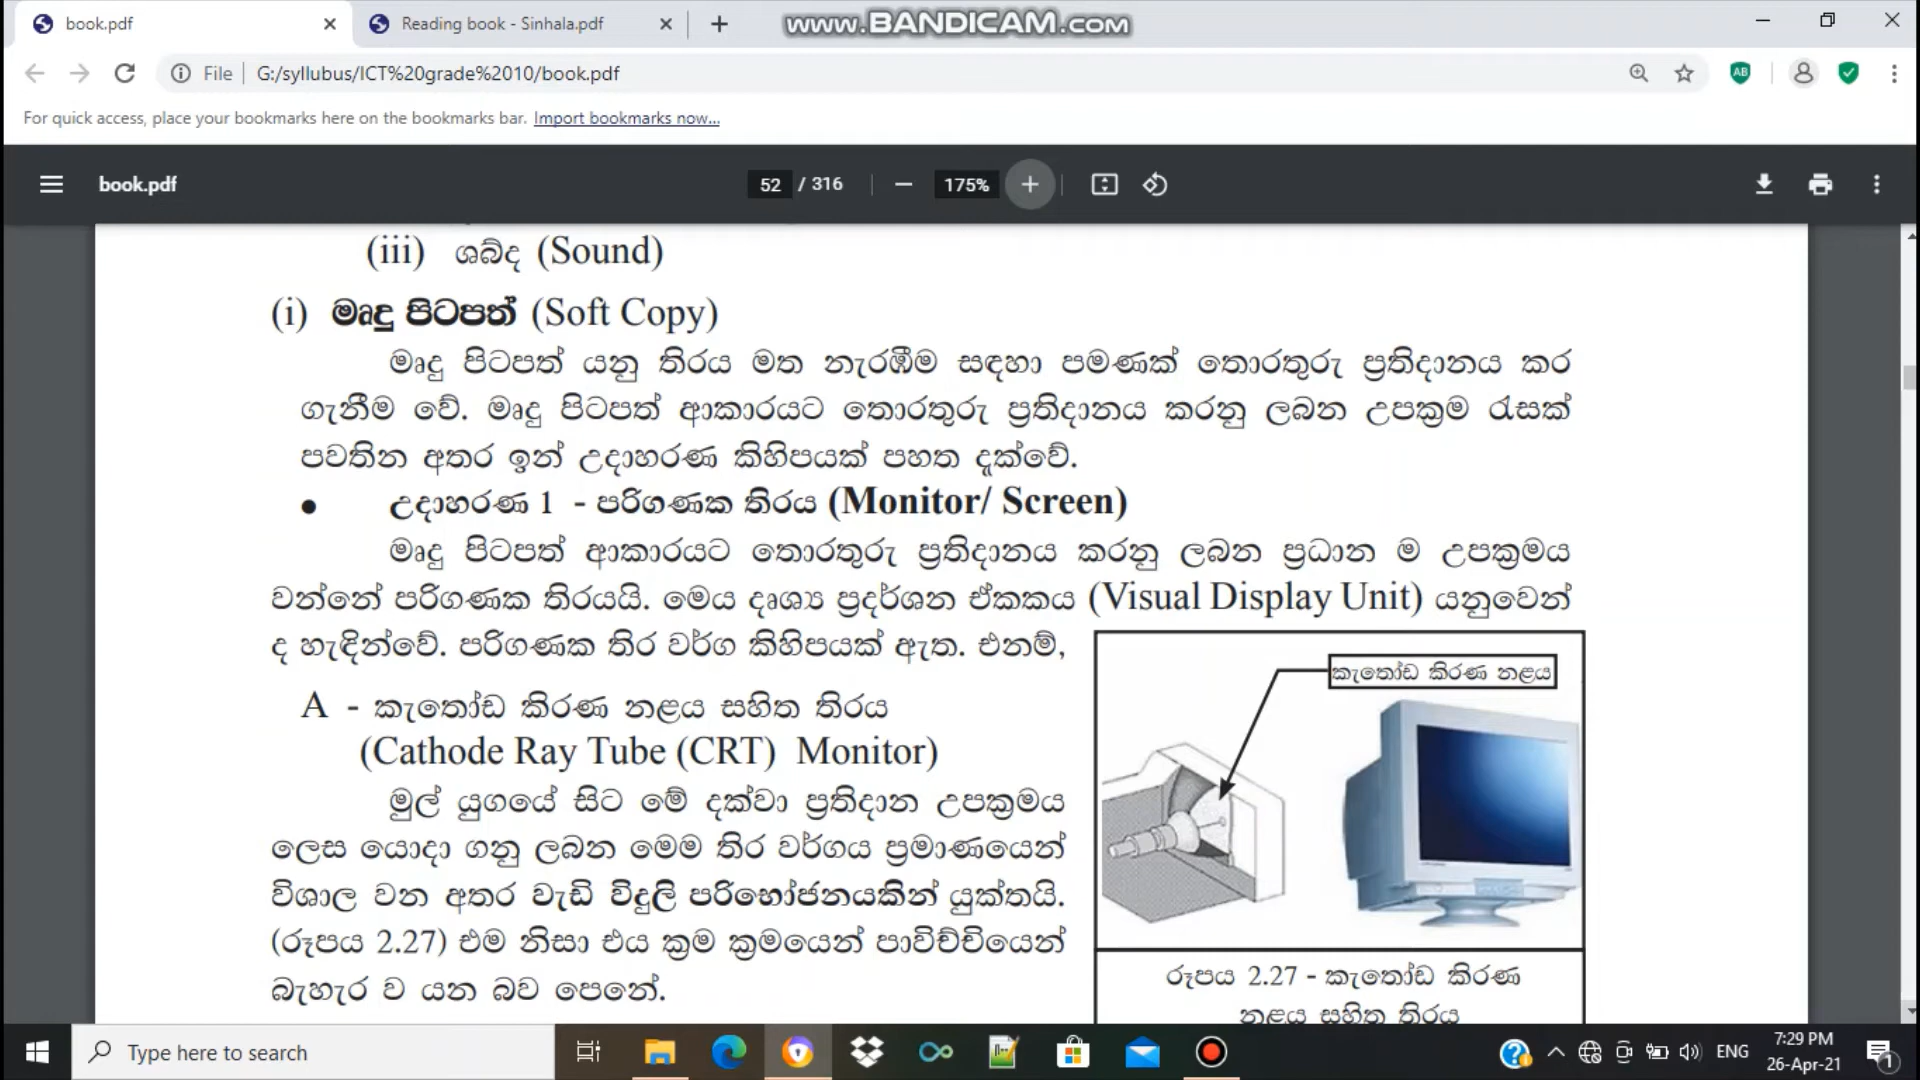 book.pdf
Reading book - Sinhala.pdf
www.BANDICAM.com
File
G:/syllubus/ICT%20grade%2010/book.pdf
For quick access, place your bookmarks here on the bookmarks bar. Import bookmarks now...
book.pdf
52 / 316
175%
(iii) ශබ්ද (Sound)
(i) මෘදු පිටපත් (Soft Copy)
මෘදු පිටපත් යනු තිරය මත නැරඹීම සඳහා පමණක් තොරතුරු ප්‍රතිදානය කර
ගැනීම වේ. මෘදු පිටපත් ආකාරයට තොරතුරු ප්‍රතිදානය කරනු ලබන උපක්‍රම රැසක්
පවතින අතර ඉන් උදාහරණ කිහිපයක් පහත දැක්වේ.
• උදාහරණ 1 - පරිගණක තිරය (Monitor/ Screen)
මෘදු පිටපත් ආකාරයට තොරතුරු ප්‍රතිදානය කරනු ලබන ප්‍රධාන ම උපක්‍රමය
වන්නේ පරිගණක තිරයයි. මෙය දෘශ්‍ය ප්‍රදර්ශන ඒකකය (Visual Display Unit) යනුවෙන්
ද හැඳින්වේ. පරිගණක තිර වර්ග කිහිපයක් ඇත. එනම්,
A - කැතෝඩ කිරණ නළය සහිත තිරය
(Cathode Ray Tube (CRT) Monitor)
මුල් යුගයේ සිට මේ දක්වා ප්‍රතිදාන උපක්‍රමය
ලෙස යොදා ගනු ලබන මෙම තිර වර්ගය ප්‍රමාණයෙන්
විශාල වන අතර වැඩි විදුලි පරිභෝජනයකින් යුක්තයි.
(රූපය 2.27) එම නිසා එය ක්‍රම ක්‍රමයෙන් පාවිච්චියෙන්
බැහැර ව යන බව පෙනේ.
කැතෝඩ කිරණ නළය
රූපය 2.27 - කැතෝඩ කිරණ
නළය සහිත තිරය
Type here to search
ENG
7:29 PM
26-Apr-21
1